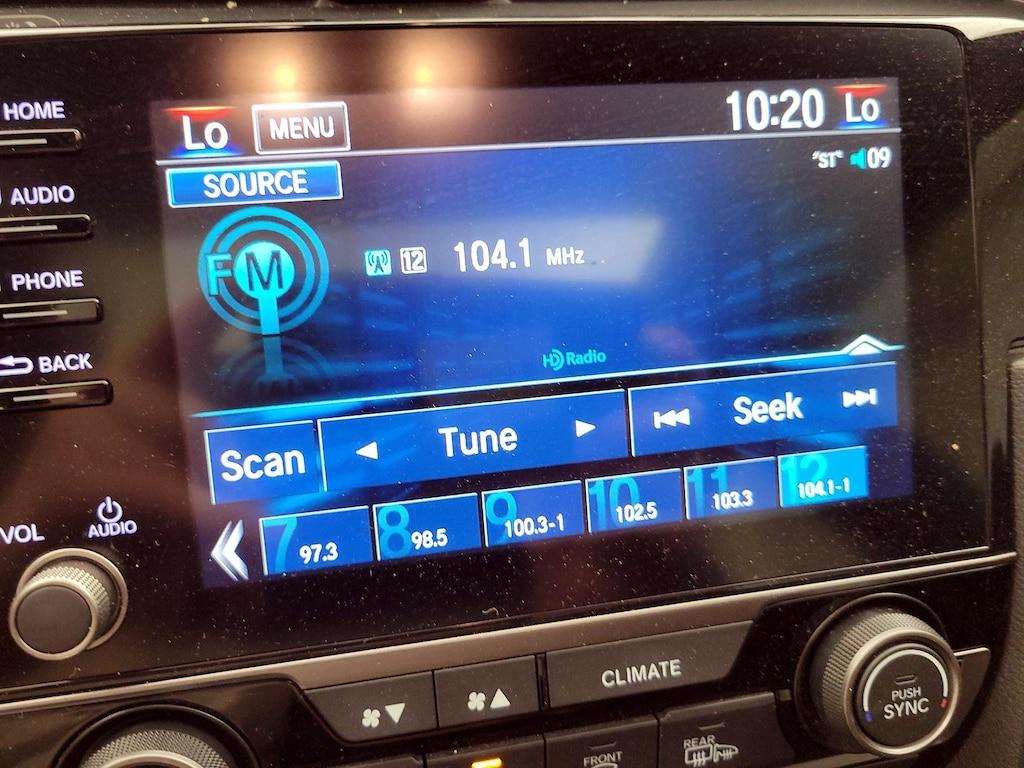 HOME
AUDIO
PHONE
BACK
VOL
AUDIO
Lo
MENU
10:20
Lo
"ST" 09
SOURCE
FM
12 104.1 MHz
HD Radio
Scan
Tune
Seek
7 97.3
8 98.5
9 100.3-1
10 102.5
11 103.3
12 104.1-1
CLIMATE
PUSH
SYNC
FRONT
REAR